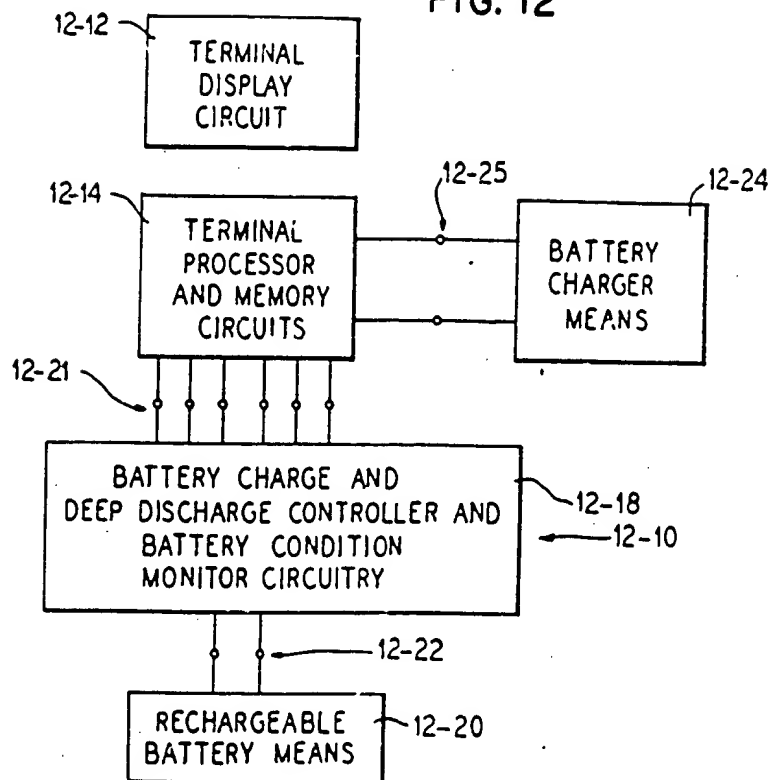 FIG. 12
12-12
TERMINAL
DISPLAY
CIRCUIT
12-14
TERMINAL
PROCESSOR
AND MEMORY
CIRCUITS
12-25
12-24
BATTERY
CHARGER
MEANS
12-21
BATTERY CHARGE AND
DEEP DISCHARGE CONTROLLER AND
BATTERY CONDITION
MONITOR CIRCUITRY
12-18
12-10
12-22
RECHARGEABLE
BATTERY MEANS
12-20